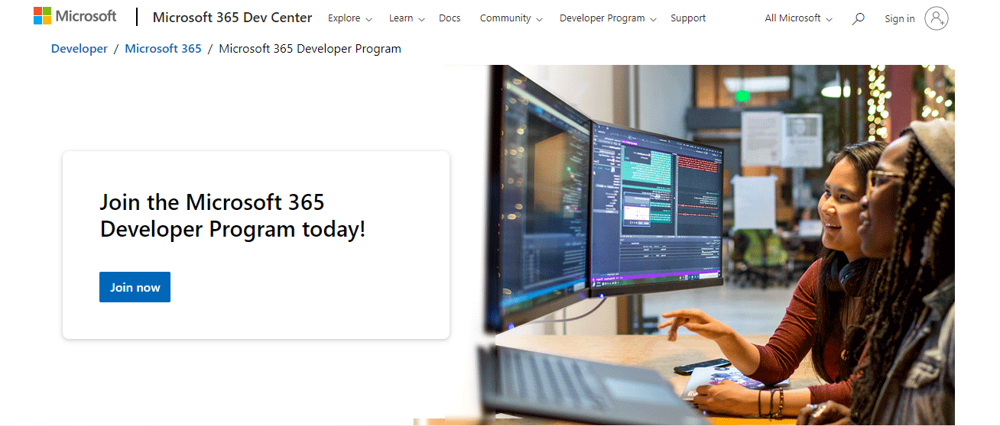 Microsoft | Microsoft 365 Dev Center Explore Learn Docs Community Developer Program Support All Microsoft Sign in
Developer / Microsoft 365 / Microsoft 365 Developer Program
Join the Microsoft 365
Developer Program today!
Join now